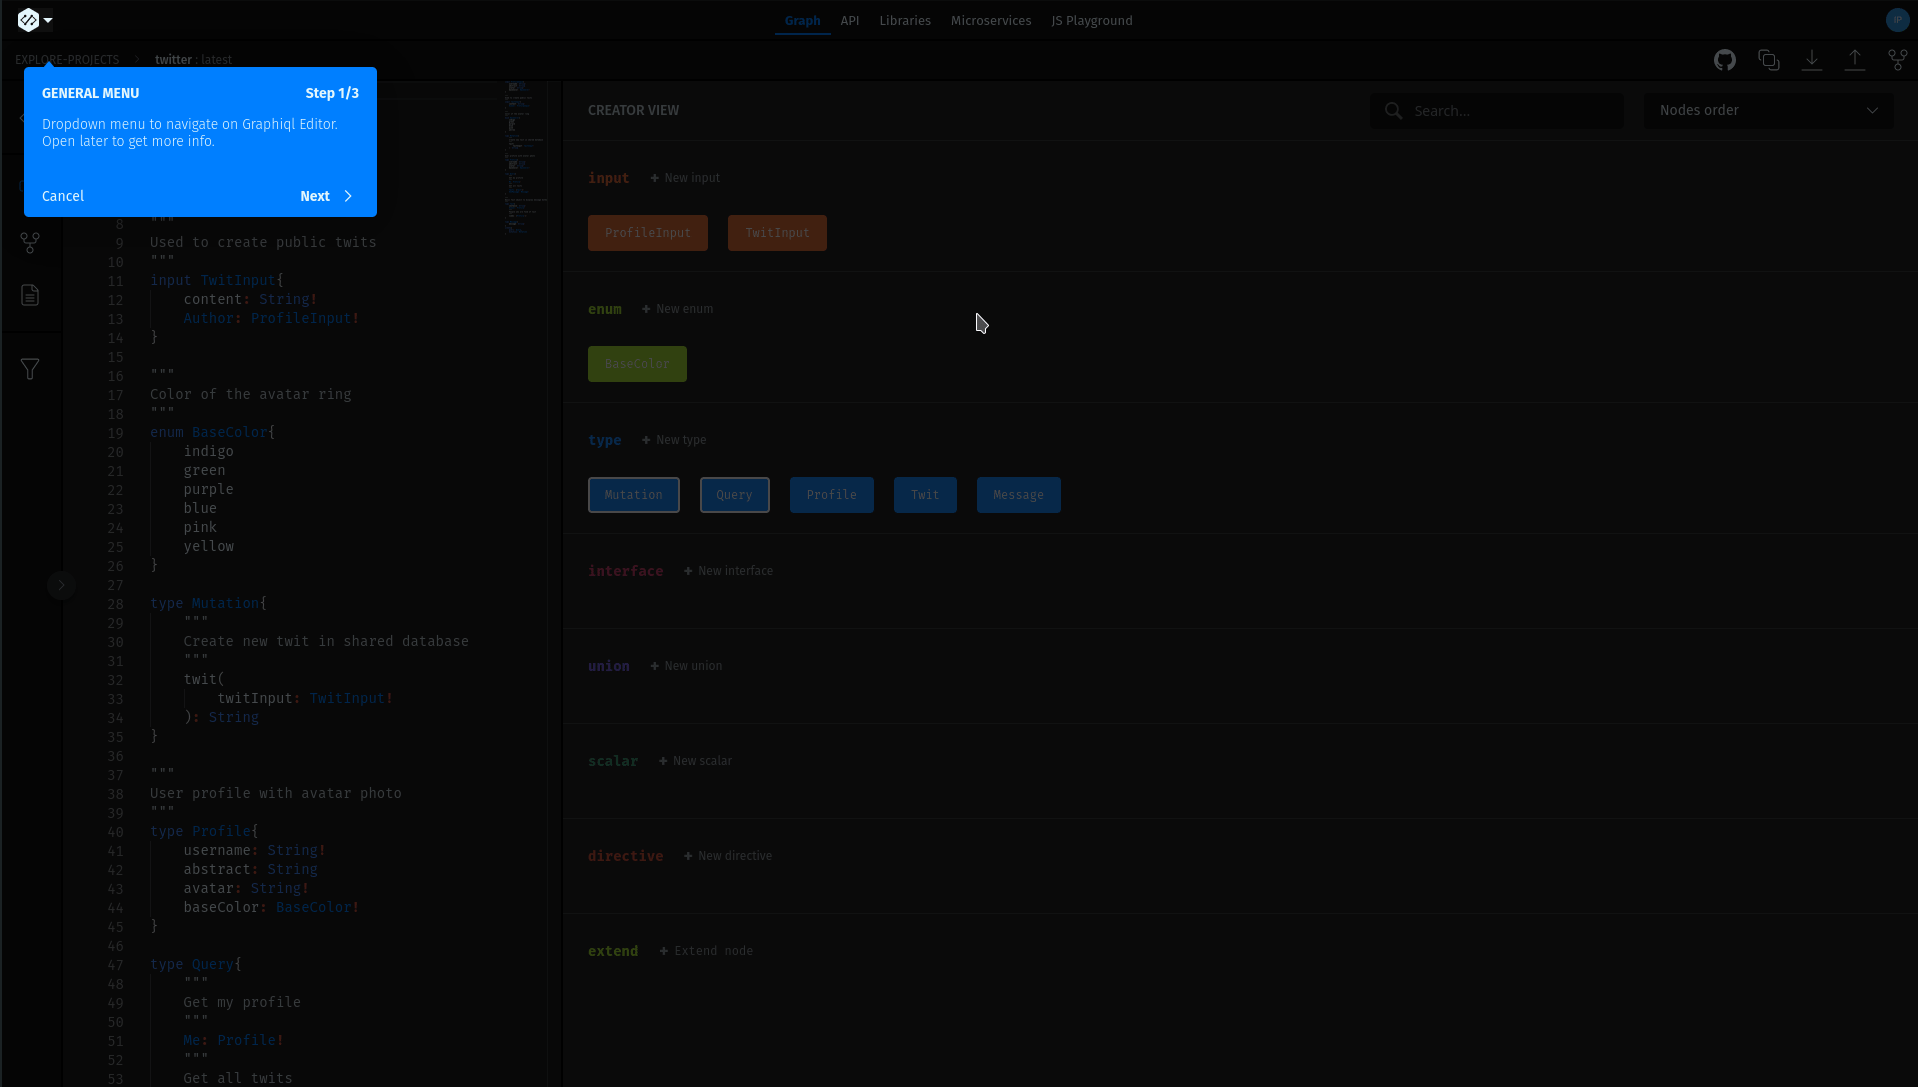 Graph API Libraries Microservices JS Playground IP
EXPLORE-PROJECTS > twitter : latest
GENERAL MENU Step 1/3
Dropdown menu to navigate on Graphiql Editor.
Open later to get more info.
Cancel Next
8 """
9 Used to create public twits
10 """
11 input TwitInput{
12 content: String!
13 Author: ProfileInput!
14 }
15
16 """
17 Color of the avatar ring
18 """
19 enum BaseColor{
20 indigo
21 green
22 purple
23 blue
24 pink
25 yellow
26 }
27
28 type Mutation{
29 """
30 Create new twit in shared database
31 """
32 twit(
33 twitInput: TwitInput!
34 ): String
35 }
36
37 """
38 User profile with avatar photo
39 """
40 type Profile{
41 username: String!
42 abstract: String
43 avatar: String!
44 baseColor: BaseColor!
45 }
46
47 type Query{
48 """
49 Get my profile
50 """
51 Me: Profile!
52 """
53 Get all twits
CREATOR VIEW Search... Nodes order
input + New input
ProfileInput TwitInput
enum + New enum
BaseColor
type + New type
Mutation Query Profile Twit Message
interface + New interface
union + New union
scalar + New scalar
directive + New directive
extend + Extend node